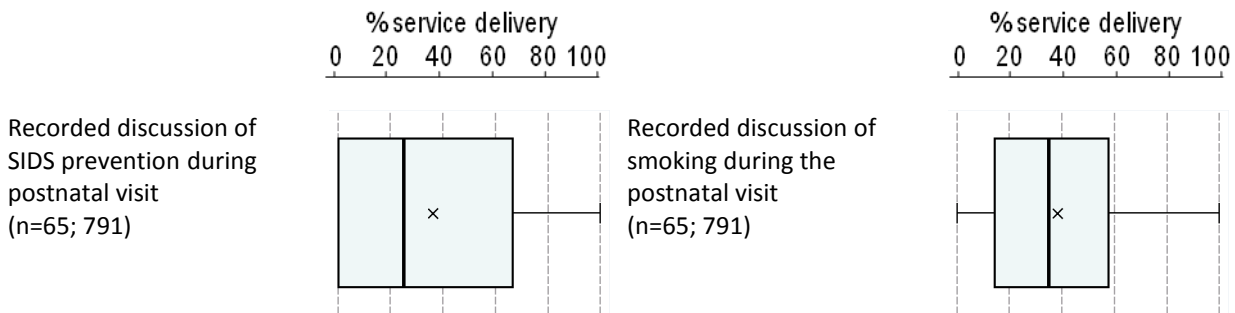 % service delivery
0 20 40 60 80 100
Recorded discussion of
SIDS prevention during
postnatal visit
(n=65; 791)
% service delivery
0 20 40 60 80 100
Recorded discussion of
smoking during the
postnatal visit
(n=65; 791)